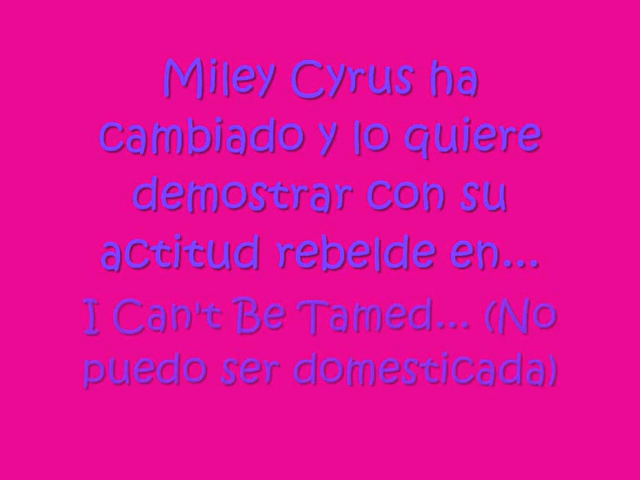 Miley Cyrus ha
cambiado y lo quiere
demostrar con su
actitud rebelde en...
I Can't Be Tamed... (No
puedo ser domesticada)